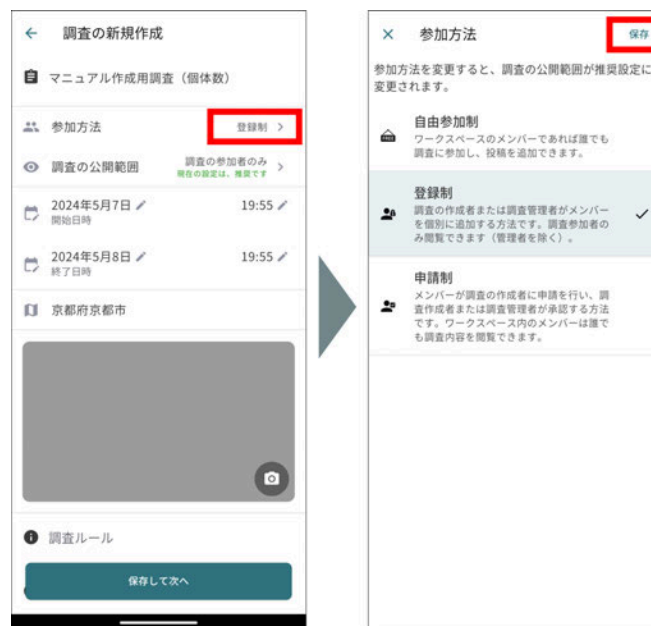 調査の新規作成
マニュアル作成用調査(個体数)
参加方法 登録制
調査の公開範囲 調査の参加者のみ
現在の設定は、推奨です
2024年5月7日 19:55
開始日時
2024年5月8日 19:55
終了日時
京都府京都市
調査ルール
保存して次へ
参加方法 保存
参加方法を変更すると、調査の公開範囲が推奨設定に
変更されます。
自由参加制
FREE
ワークスペースのメンバーであれば誰でも
調査に参加し、投稿を追加できます。
登録制
調査の作成者または調査管理者がメンバー
を個別に追加する方法です。調査参加者の
み閲覧できます(管理者を除く)。
申請制
メンバーが調査の作成者に申請を行い、調
査作成者または調査管理者が承認する方法
です。ワークスペース内のメンバーは誰で
も調査内容を閲覧できます。